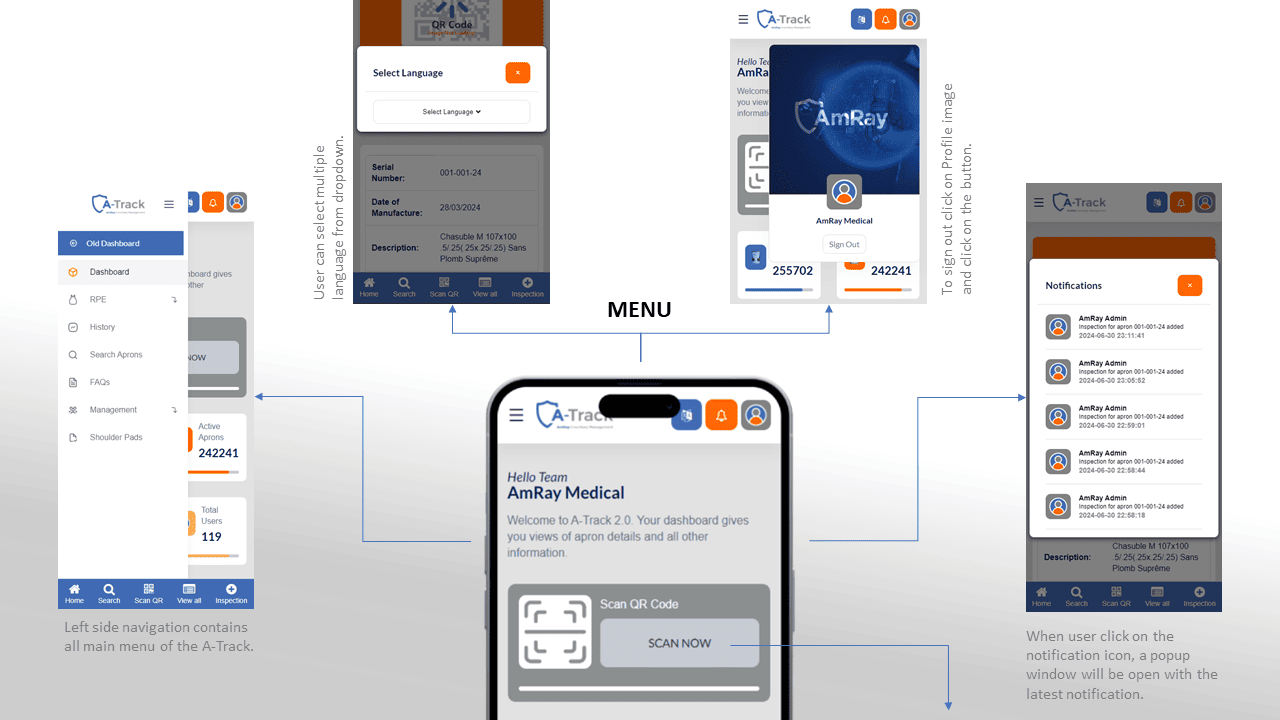 QR Code
Select Language
×
Select Language
Serial Number:
001-001-24
Date of Manufacture:
28/03/2024
Description:
Chasuble M 107x100
.5/.25(.25x.25/.25) Sans
Plomb Suprême
Home
Search
Scan QR
View all
Inspection
User can select multiple
language from dropdown.
A-Track
Hello Te
AmRa
Welcome
you views
informati
AmRay
AmRay Medical
Sign Out
255702
242241
To sign out click on Profile image
and click on the button.
MENU
A-Track
Old Dashboard
Dashboard
RPE
History
Search Aprons
FAQs
Management
Shoulder Pads
shboard gives
other
NOW
Active
Aprons
242241
Total
Users
119
Home
Search
Scan QR
View all
Inspection
Left side navigation contains
all main menu of the A-Track.
A-Track
Hello Team
AmRay Medical
Welcome to A-Track 2.0. Your dashboard gives
you views of apron details and all other
information.
Scan QR Code
SCAN NOW
A-Track
Notifications
×
AmRay Admin
Inspection for apron 001-001-24 added
2024-06-30 23:11:41
AmRay Admin
Inspection for apron 001-001-24 added
2024-06-30 23:05:52
AmRay Admin
Inspection for apron 001-001-24 added
2024-06-30 22:59:01
AmRay Admin
Inspection for apron 001-001-24 added
2024-06-30 22:58:44
AmRay Admin
Inspection for apron 001-001-24 added
2024-06-30 22:58:18
Description:
Chasuble M 107x100
.5/.25(.25x.25/.25) Sans
Plomb Suprême
Home
Search
Scan QR
View all
Inspection
When user click on the
notification icon, a popup
window will be open with the
latest notification.